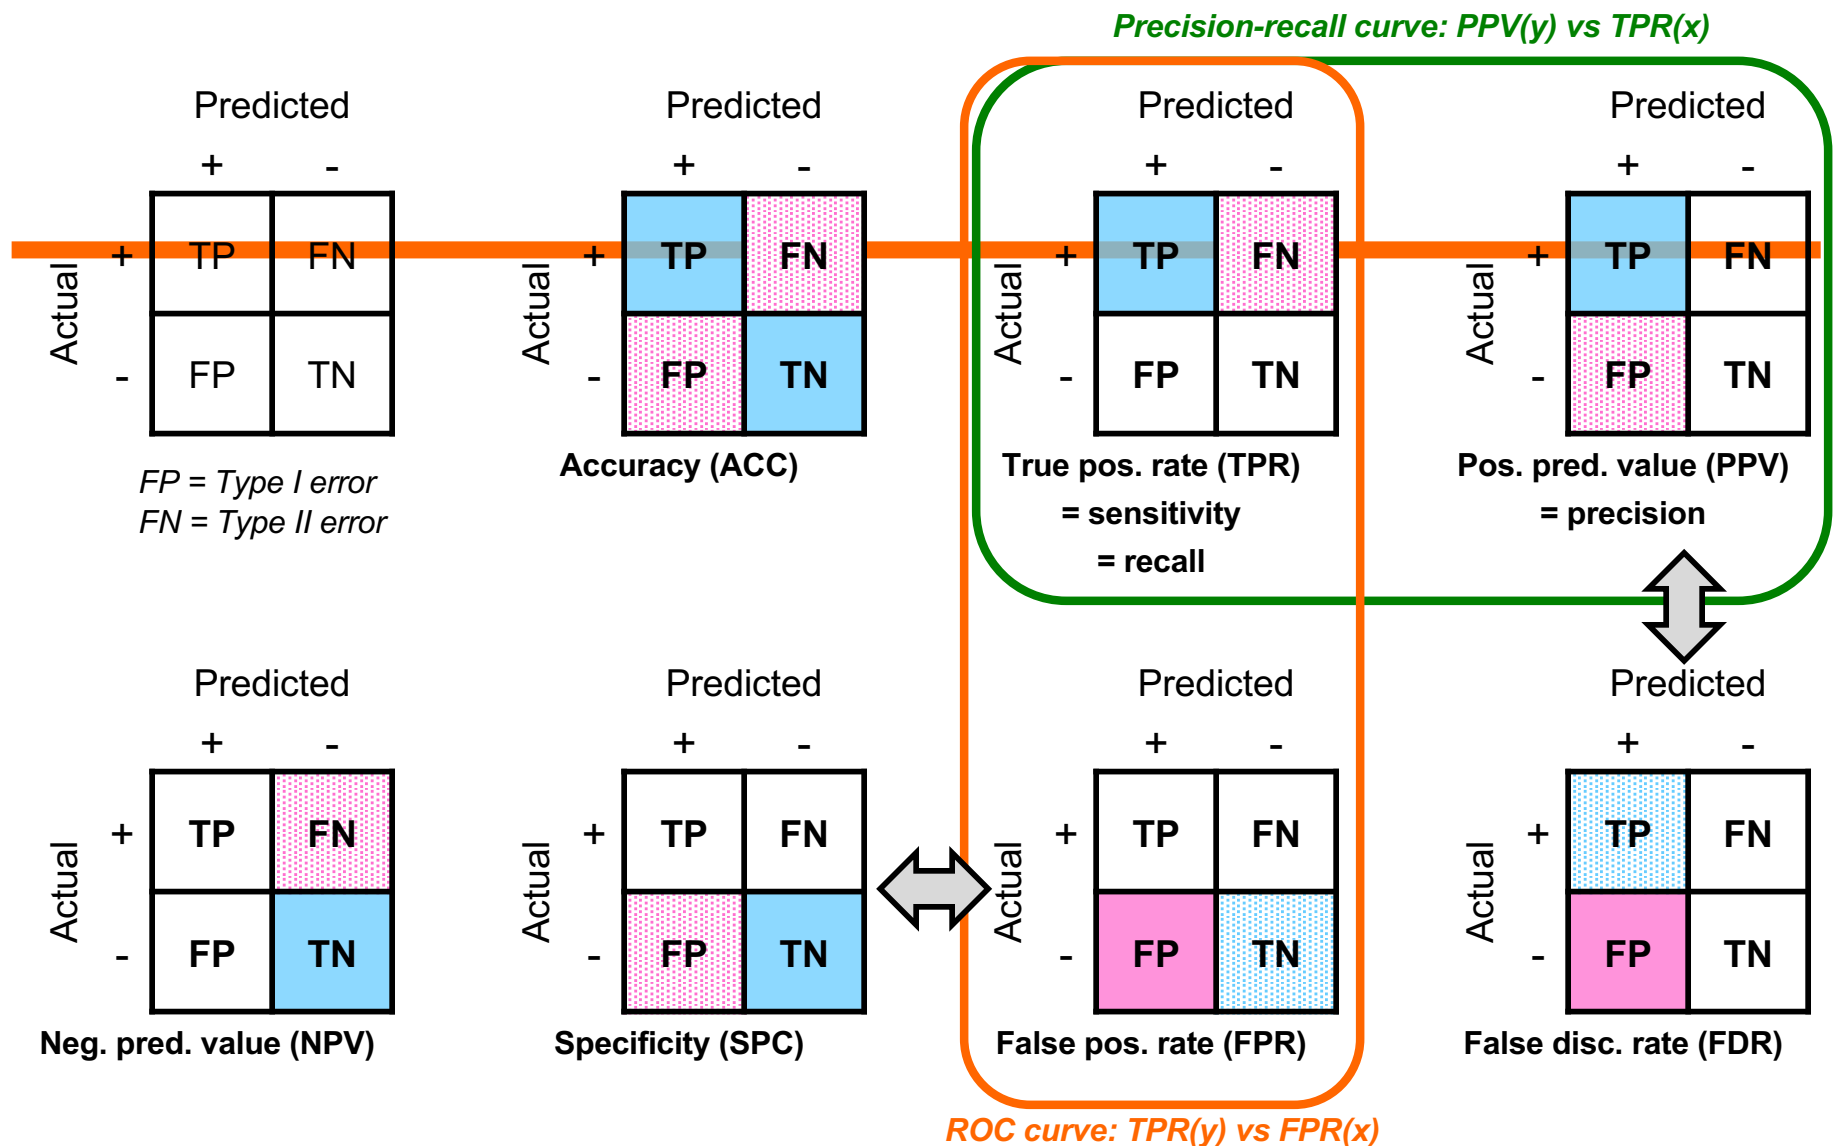 Precision-recall curve: PPV(y) vs TPR(x)
Predicted
+ -
Actual
+ TP FN
- FP TN
FP = Type I error
FN = Type II error
Predicted
+ -
Actual
+ TP FN
- FP TN
Accuracy (ACC)
Predicted
+ -
Actual
+ TP FN
- FP TN
True pos. rate (TPR)
= sensitivity
= recall
Predicted
+ -
Actual
+ TP FN
- FP TN
Pos. pred. value (PPV)
= precision
Predicted
+ -
Actual
+ TP FN
- FP TN
Neg. pred. value (NPV)
Predicted
+ -
Actual
+ TP FN
- FP TN
Specificity (SPC)
Predicted
+ -
Actual
+ TP FN
- FP TN
False pos. rate (FPR)
Predicted
+ -
Actual
+ TP FN
- FP TN
False disc. rate (FDR)
ROC curve: TPR(y) vs FPR(x)